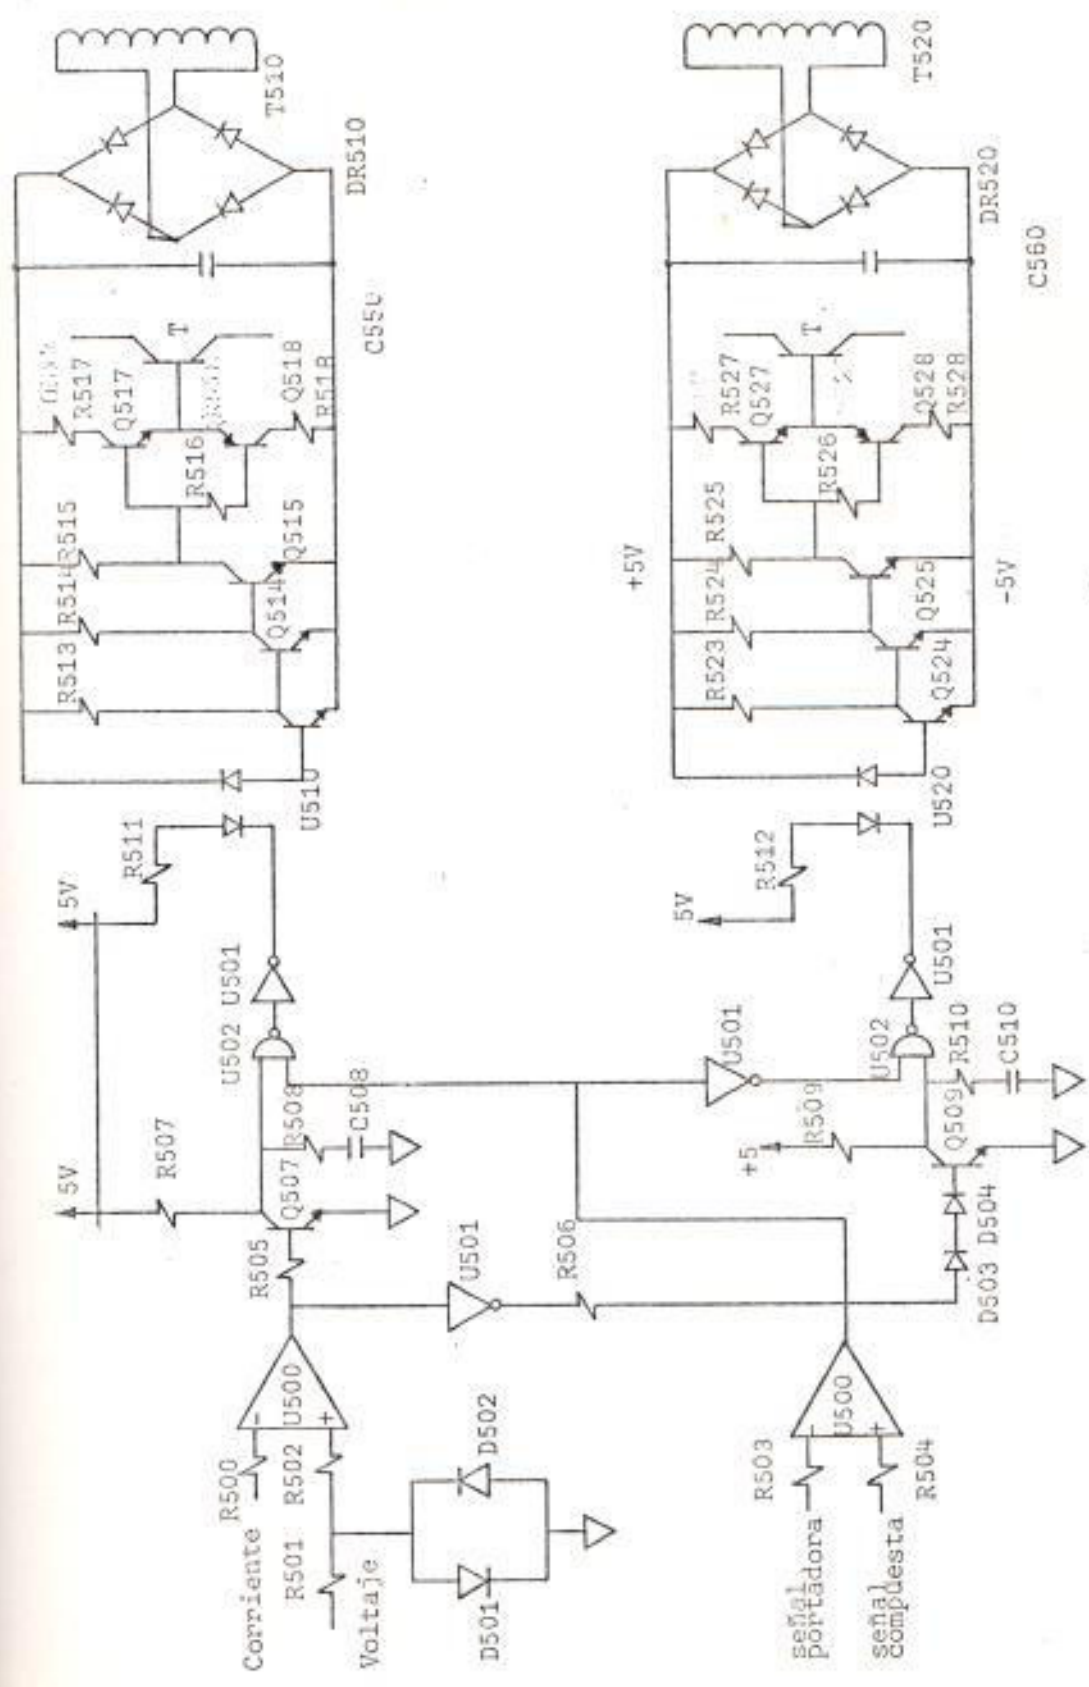 T510
DR510
C550
T
R517
Q517
R516
Q518
R518
R515
Q515
R514
Q514
R513
U510
R511
5V
U501
U502
R508
C508
R507
5V
Q507
R505
U501
R506
U500
-
+
R500
Corriente
R502
R501
Voltaje
D502
D501
T520
DR520
C560
T
R527
Q527
R526
Q528
R528
+5V
-5V
R525
Q525
R524
Q524
R523
U520
R512
5V
U501
U502
R510
C510
U501
R509
+5
Q509
D504
D503
U500
-
+
R503
R504
señal
portadora
señal
compuesta